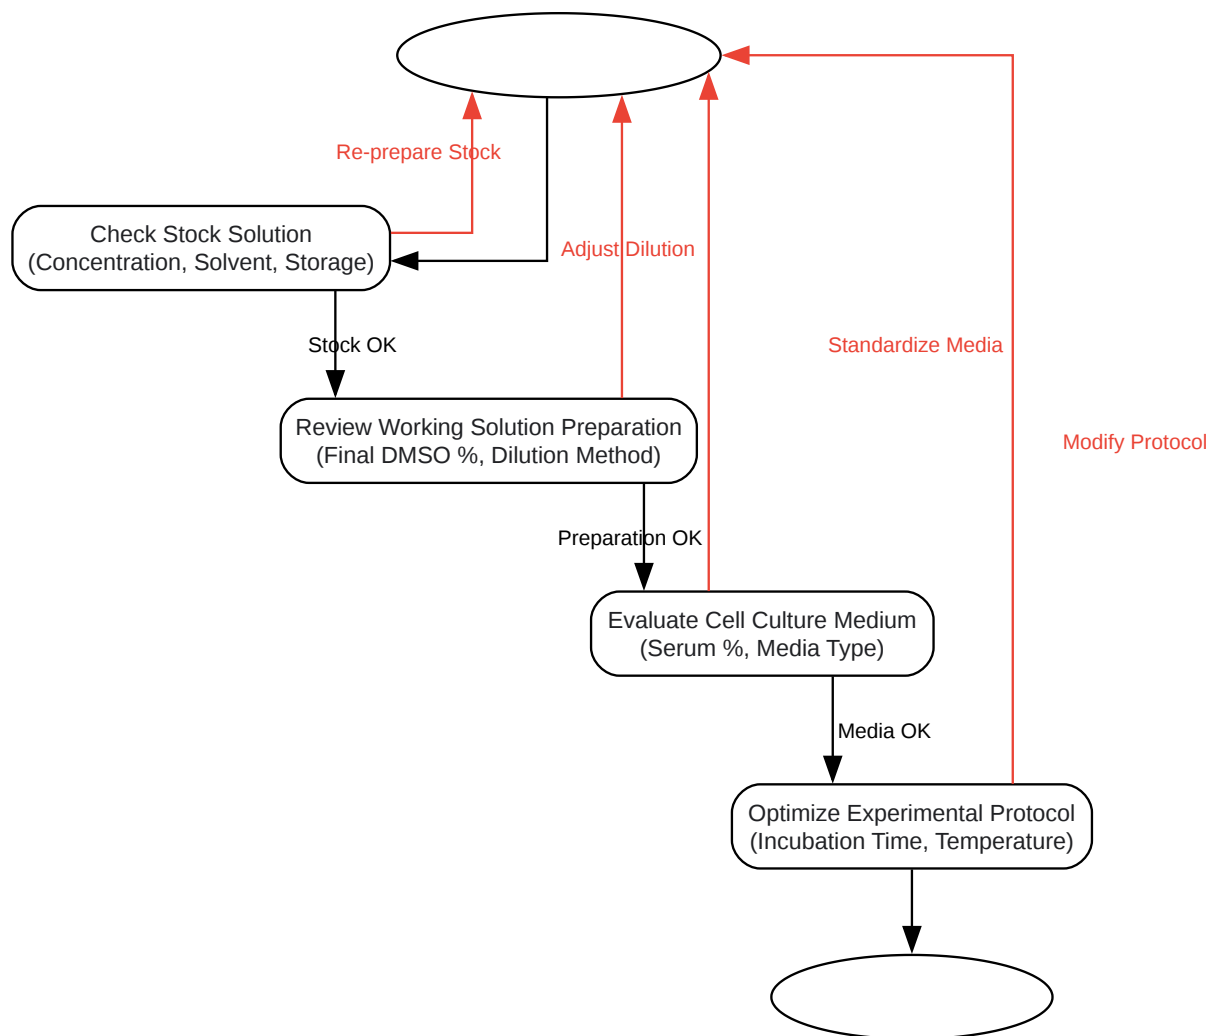 Re-prepare Stock
Check Stock Solution
(Concentration, Solvent, Storage)
Adjust Dilution
Stock OK
Standardize Media
Review Working Solution Preparation
(Final DMSO %, Dilution Method)
Modify Protocol
Preparation OK
Evaluate Cell Culture Medium
(Serum %, Media Type)
Media OK
Optimize Experimental Protocol
(Incubation Time, Temperature)